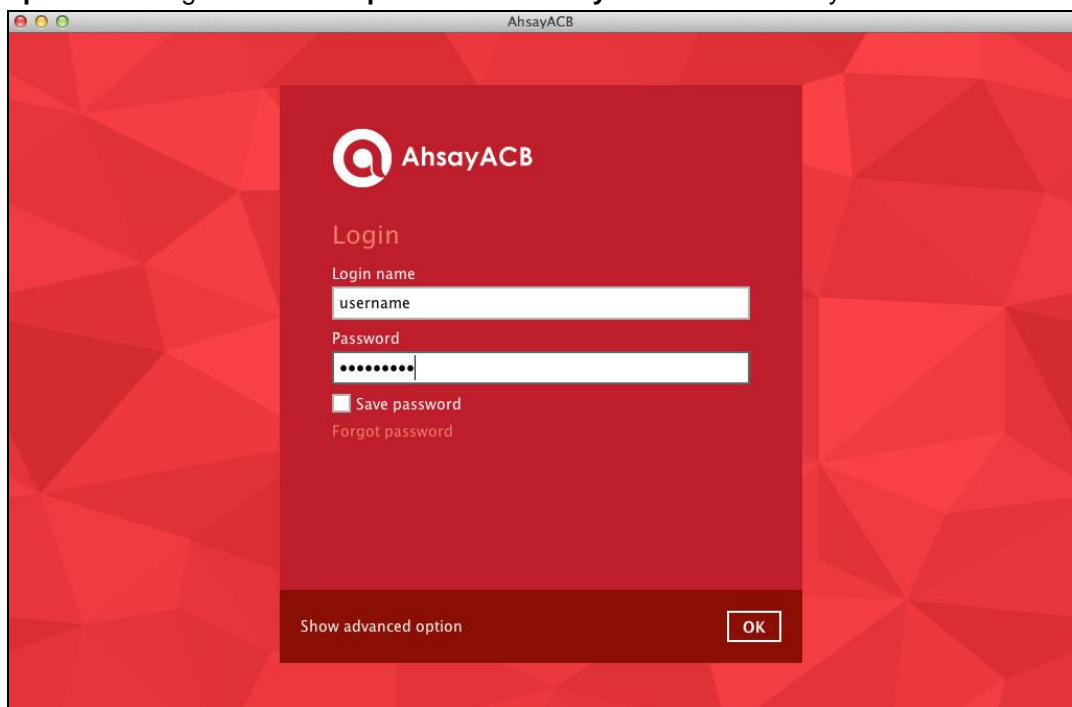 AhsayACB
AhsayACB
Login
Login name
username
Password
•••••••••
Save password
Forgot password
Show advanced option
OK